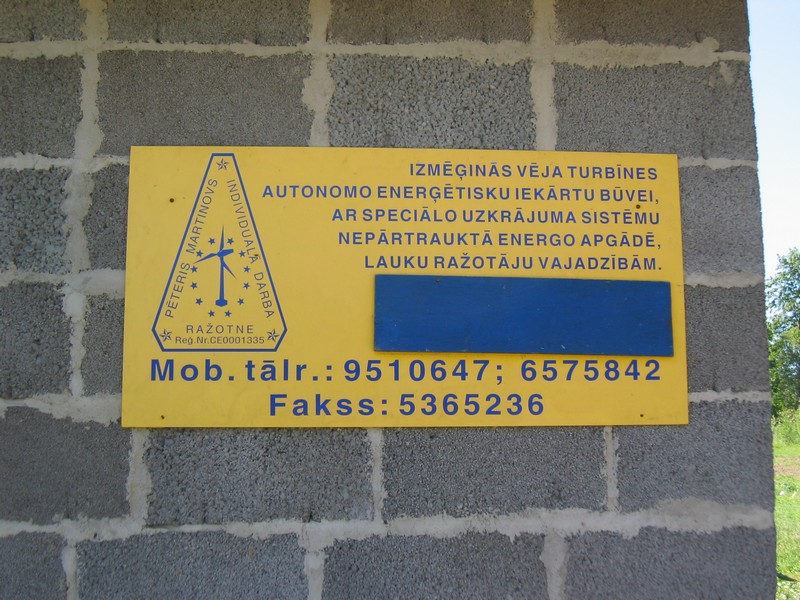 PĒTERIS MARTINOVS
INDIVIDUĀLĀ DARBA
RAŽOTNE
Reģ.Nr.CE0001335
IZMĒĢINĀS VĒJA TURBĪNES
AUTONOMO ENERĢĒTISKU IEKĀRTU BŪVEI,
AR SPECIĀLO UZKRĀJUMA SISTĒMU
NEPĀRTRAUKTĀ ENERGO APGĀDĒ,
LAUKU RAŽOTĀJU VAJADZĪBĀM.
Mob. tālr.: 9510647; 6575842
Fakss: 5365236